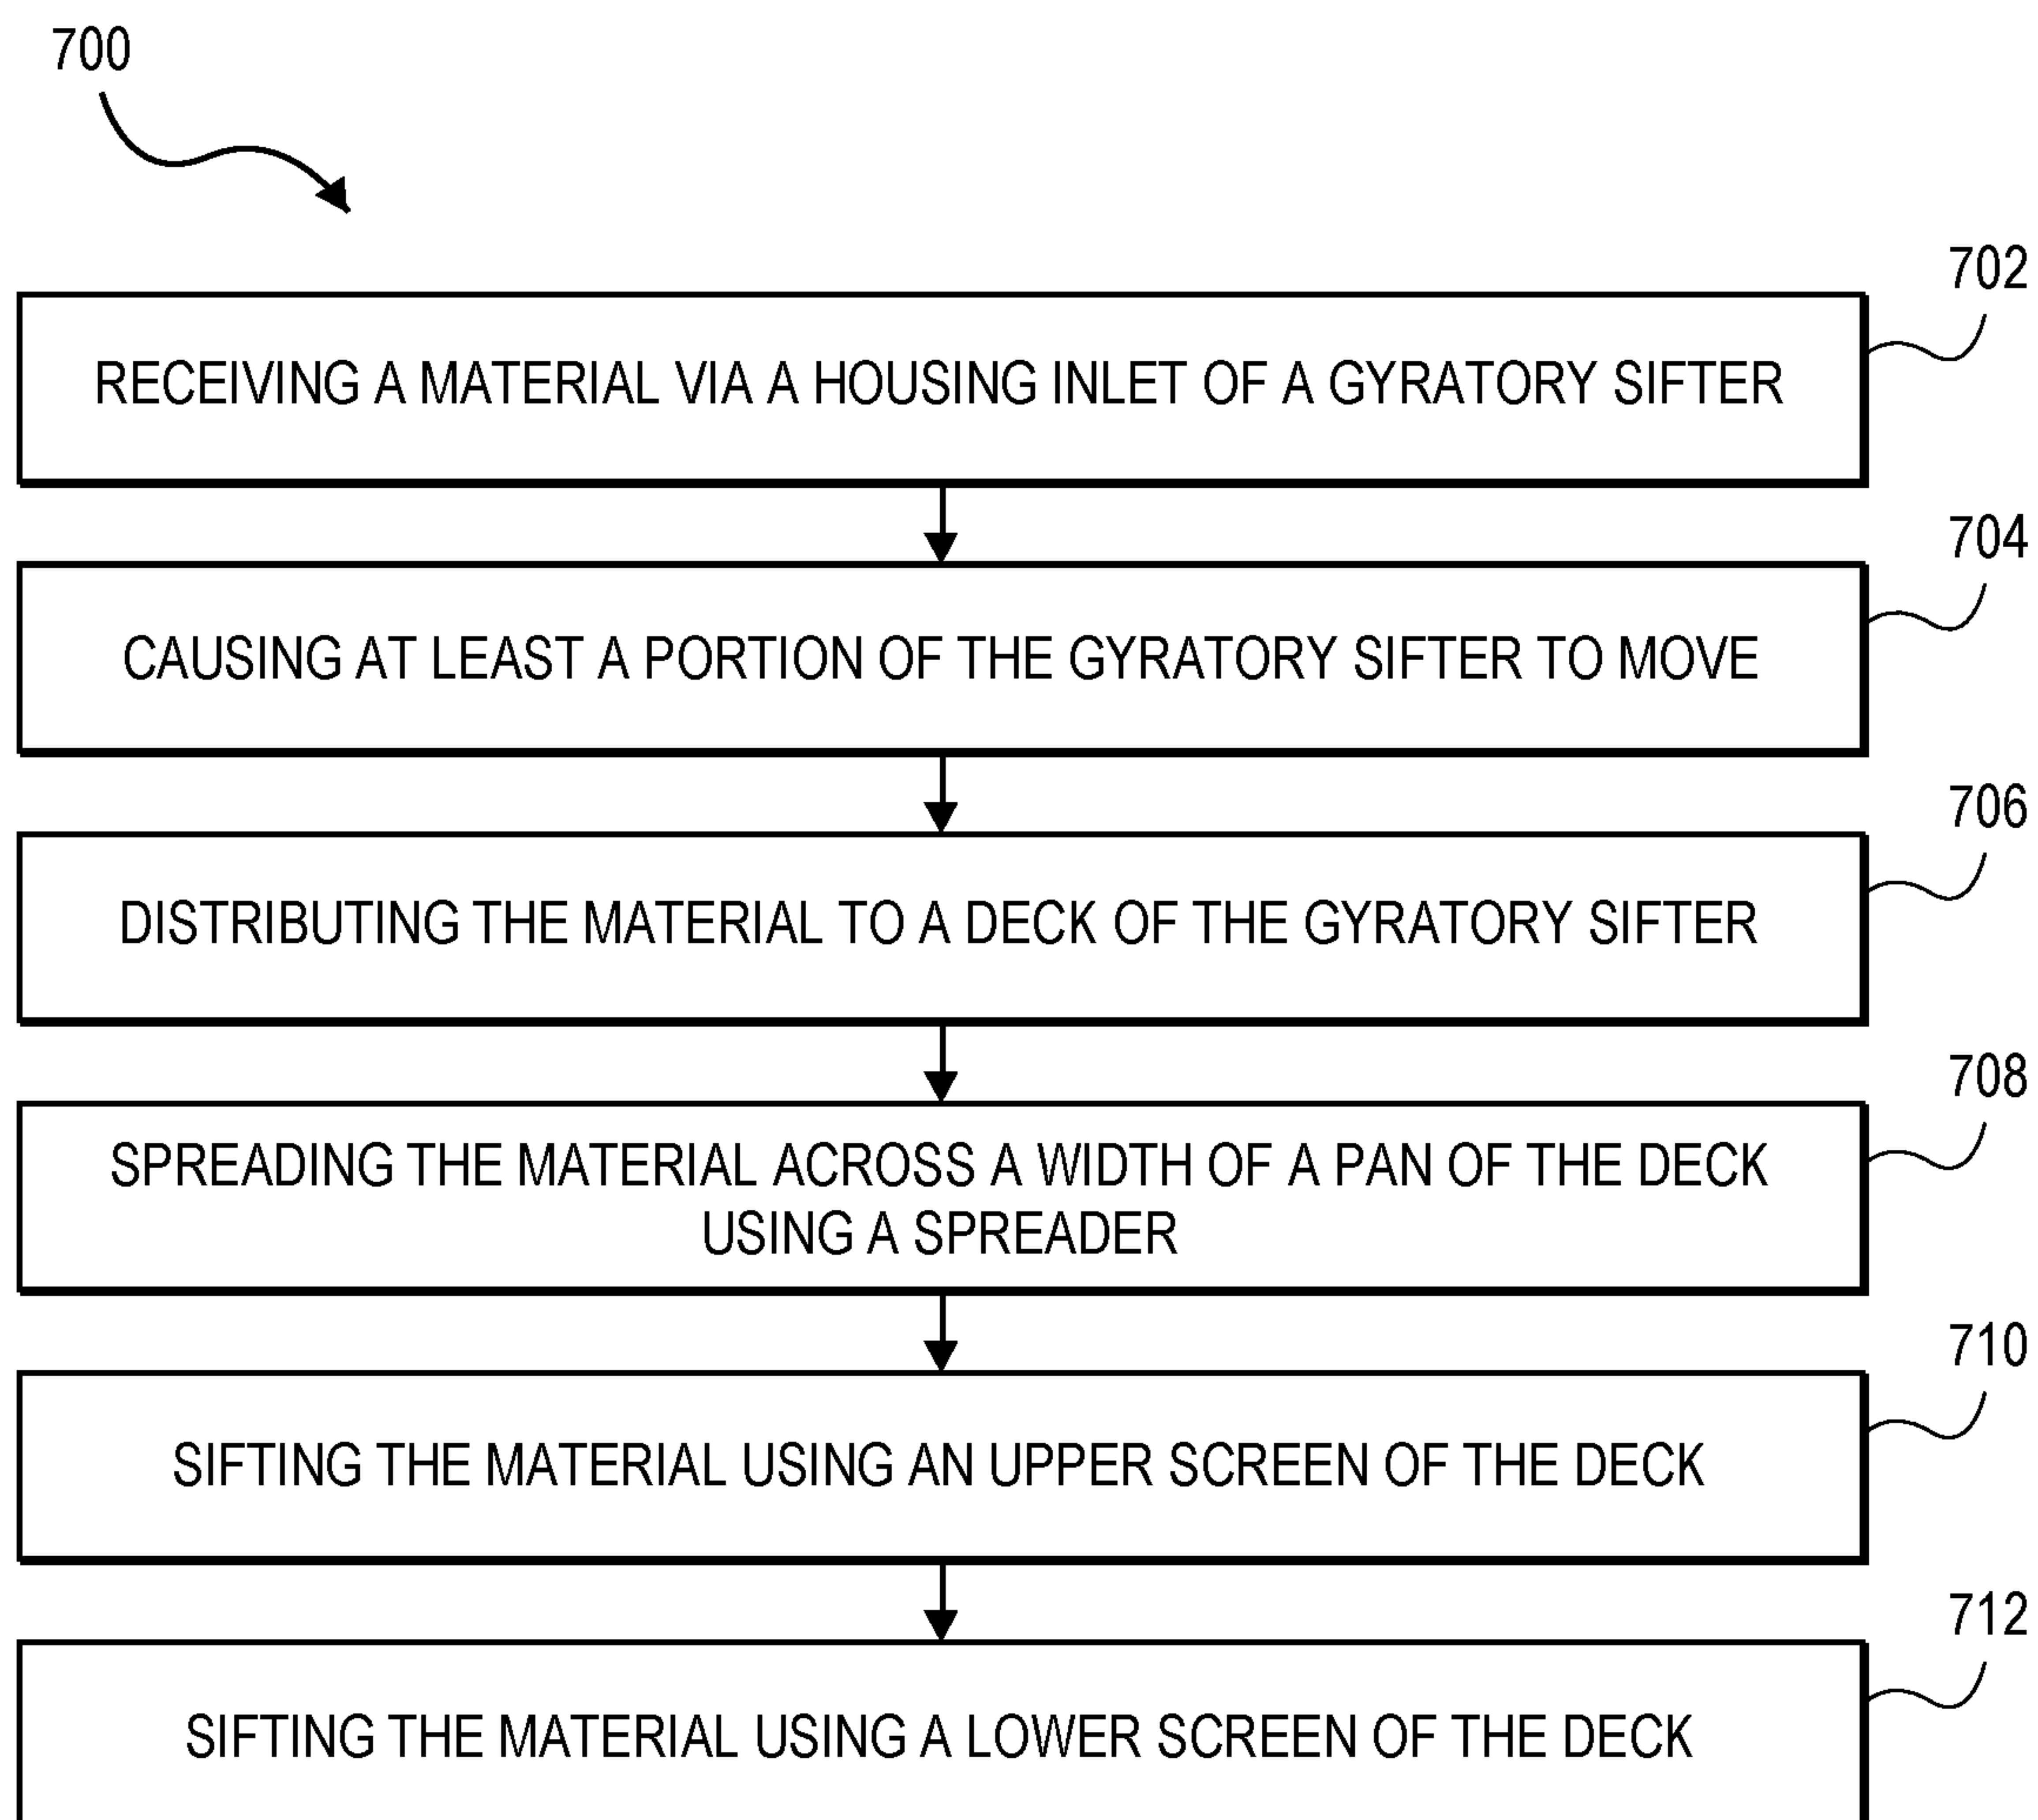 700
702
RECEIVING A MATERIAL VIA A HOUSING INLET OF A GYRATORY SIFTER
704
CAUSING AT LEAST A PORTION OF THE GYRATORY SIFTER TO MOVE
706
DISTRIBUTING THE MATERIAL TO A DECK OF THE GYRATORY SIFTER
708
SPREADING THE MATERIAL ACROSS A WIDTH OF A PAN OF THE DECK
USING A SPREADER
710
SIFTING THE MATERIAL USING AN UPPER SCREEN OF THE DECK
712
SIFTING THE MATERIAL USING A LOWER SCREEN OF THE DECK